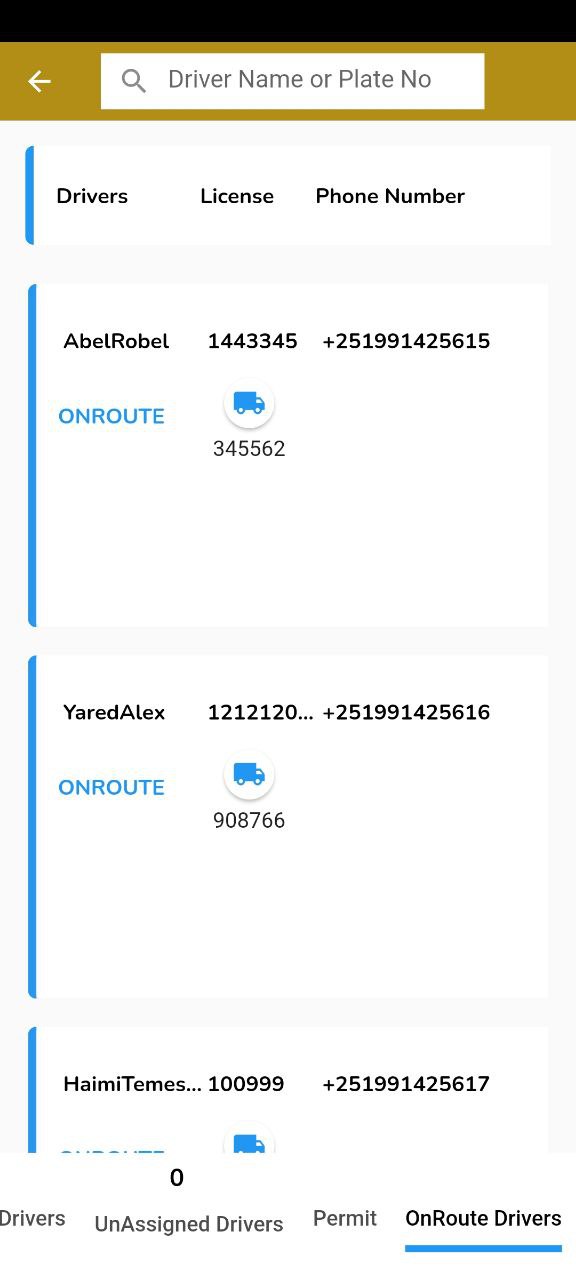 Driver Name or Plate No
Drivers License Phone Number
AbelRobel 1443345 +251991425615
ONROUTE
345562
YaredAlex 1212120... +251991425616
ONROUTE
908766
HaimiTemes... 100999 +251991425617
ONROUTE
0
Drivers UnAssigned Drivers Permit OnRoute Drivers